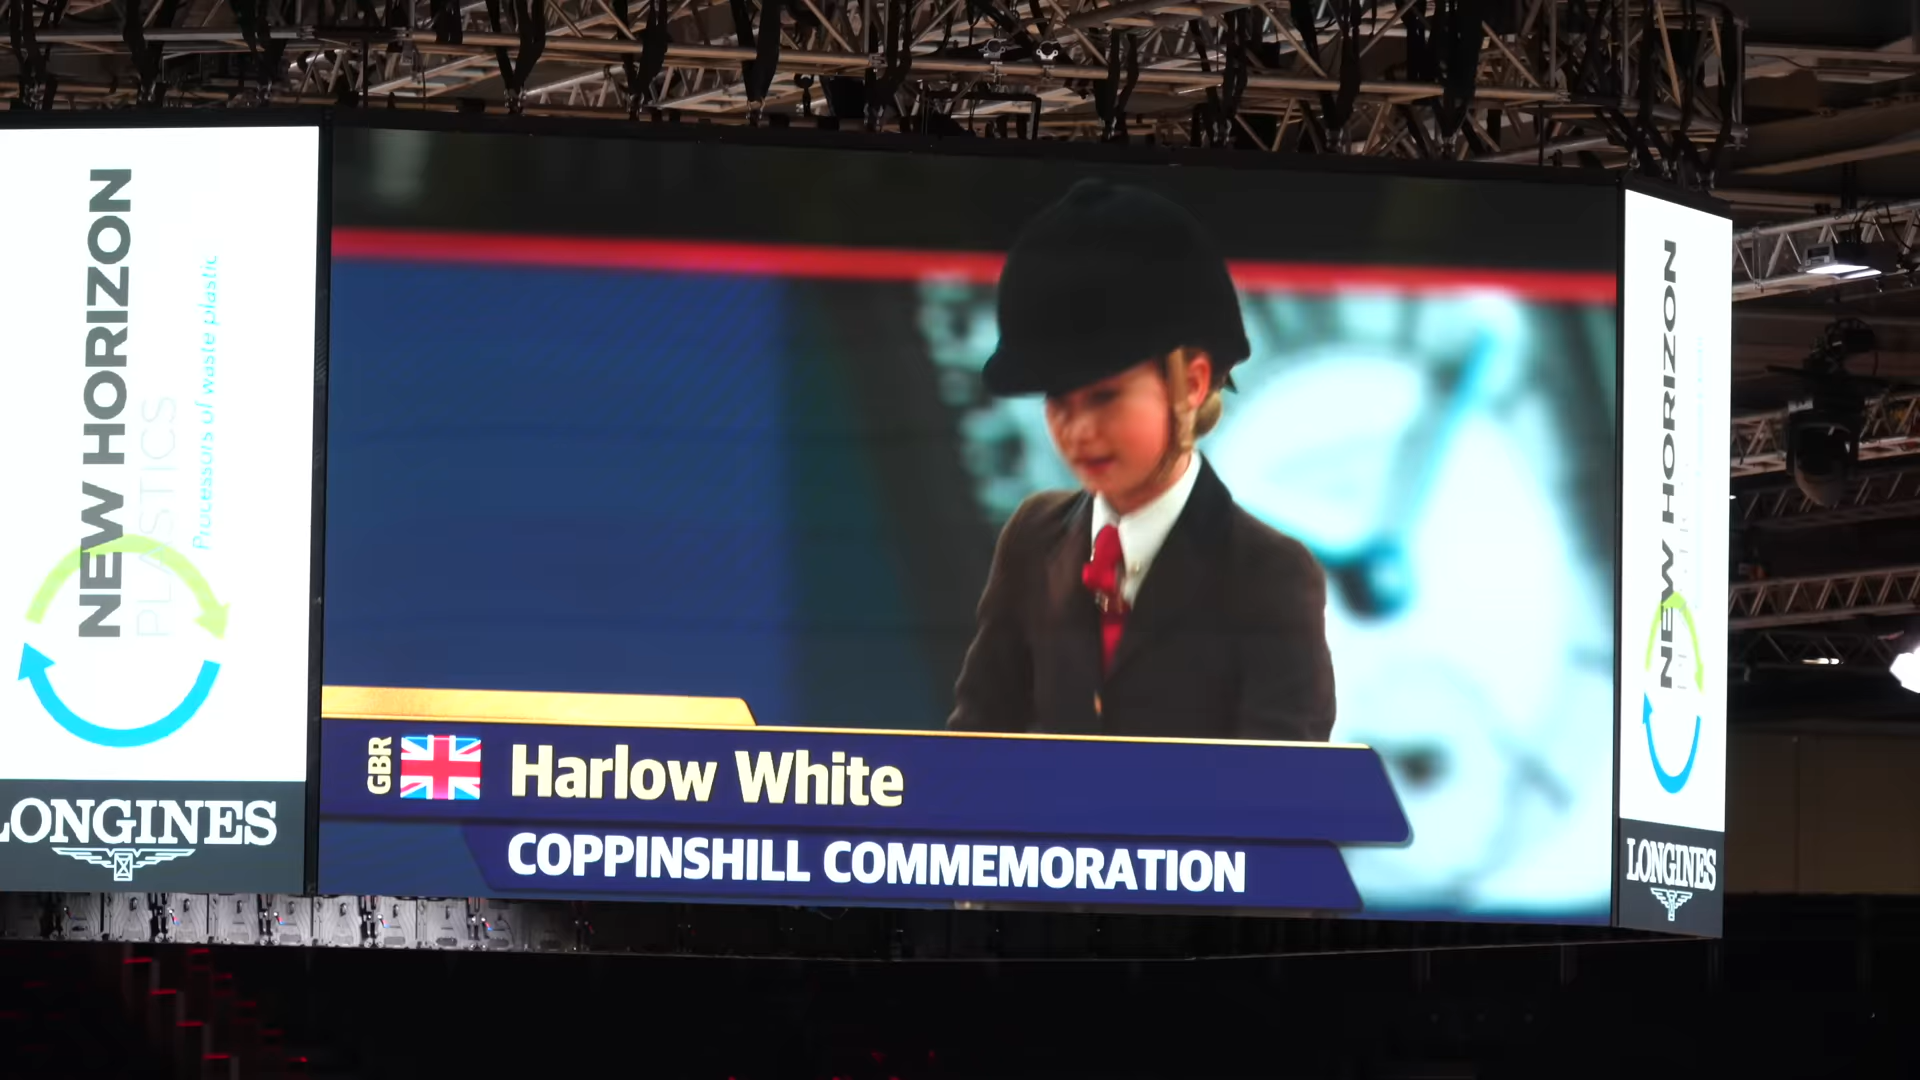 NEW HORIZON
PLASTICS
Processors of waste plastic
LONGINES
GBR
Harlow White
COPPINSHILL COMMEMORATION
NEW HORIZON
LONGINES